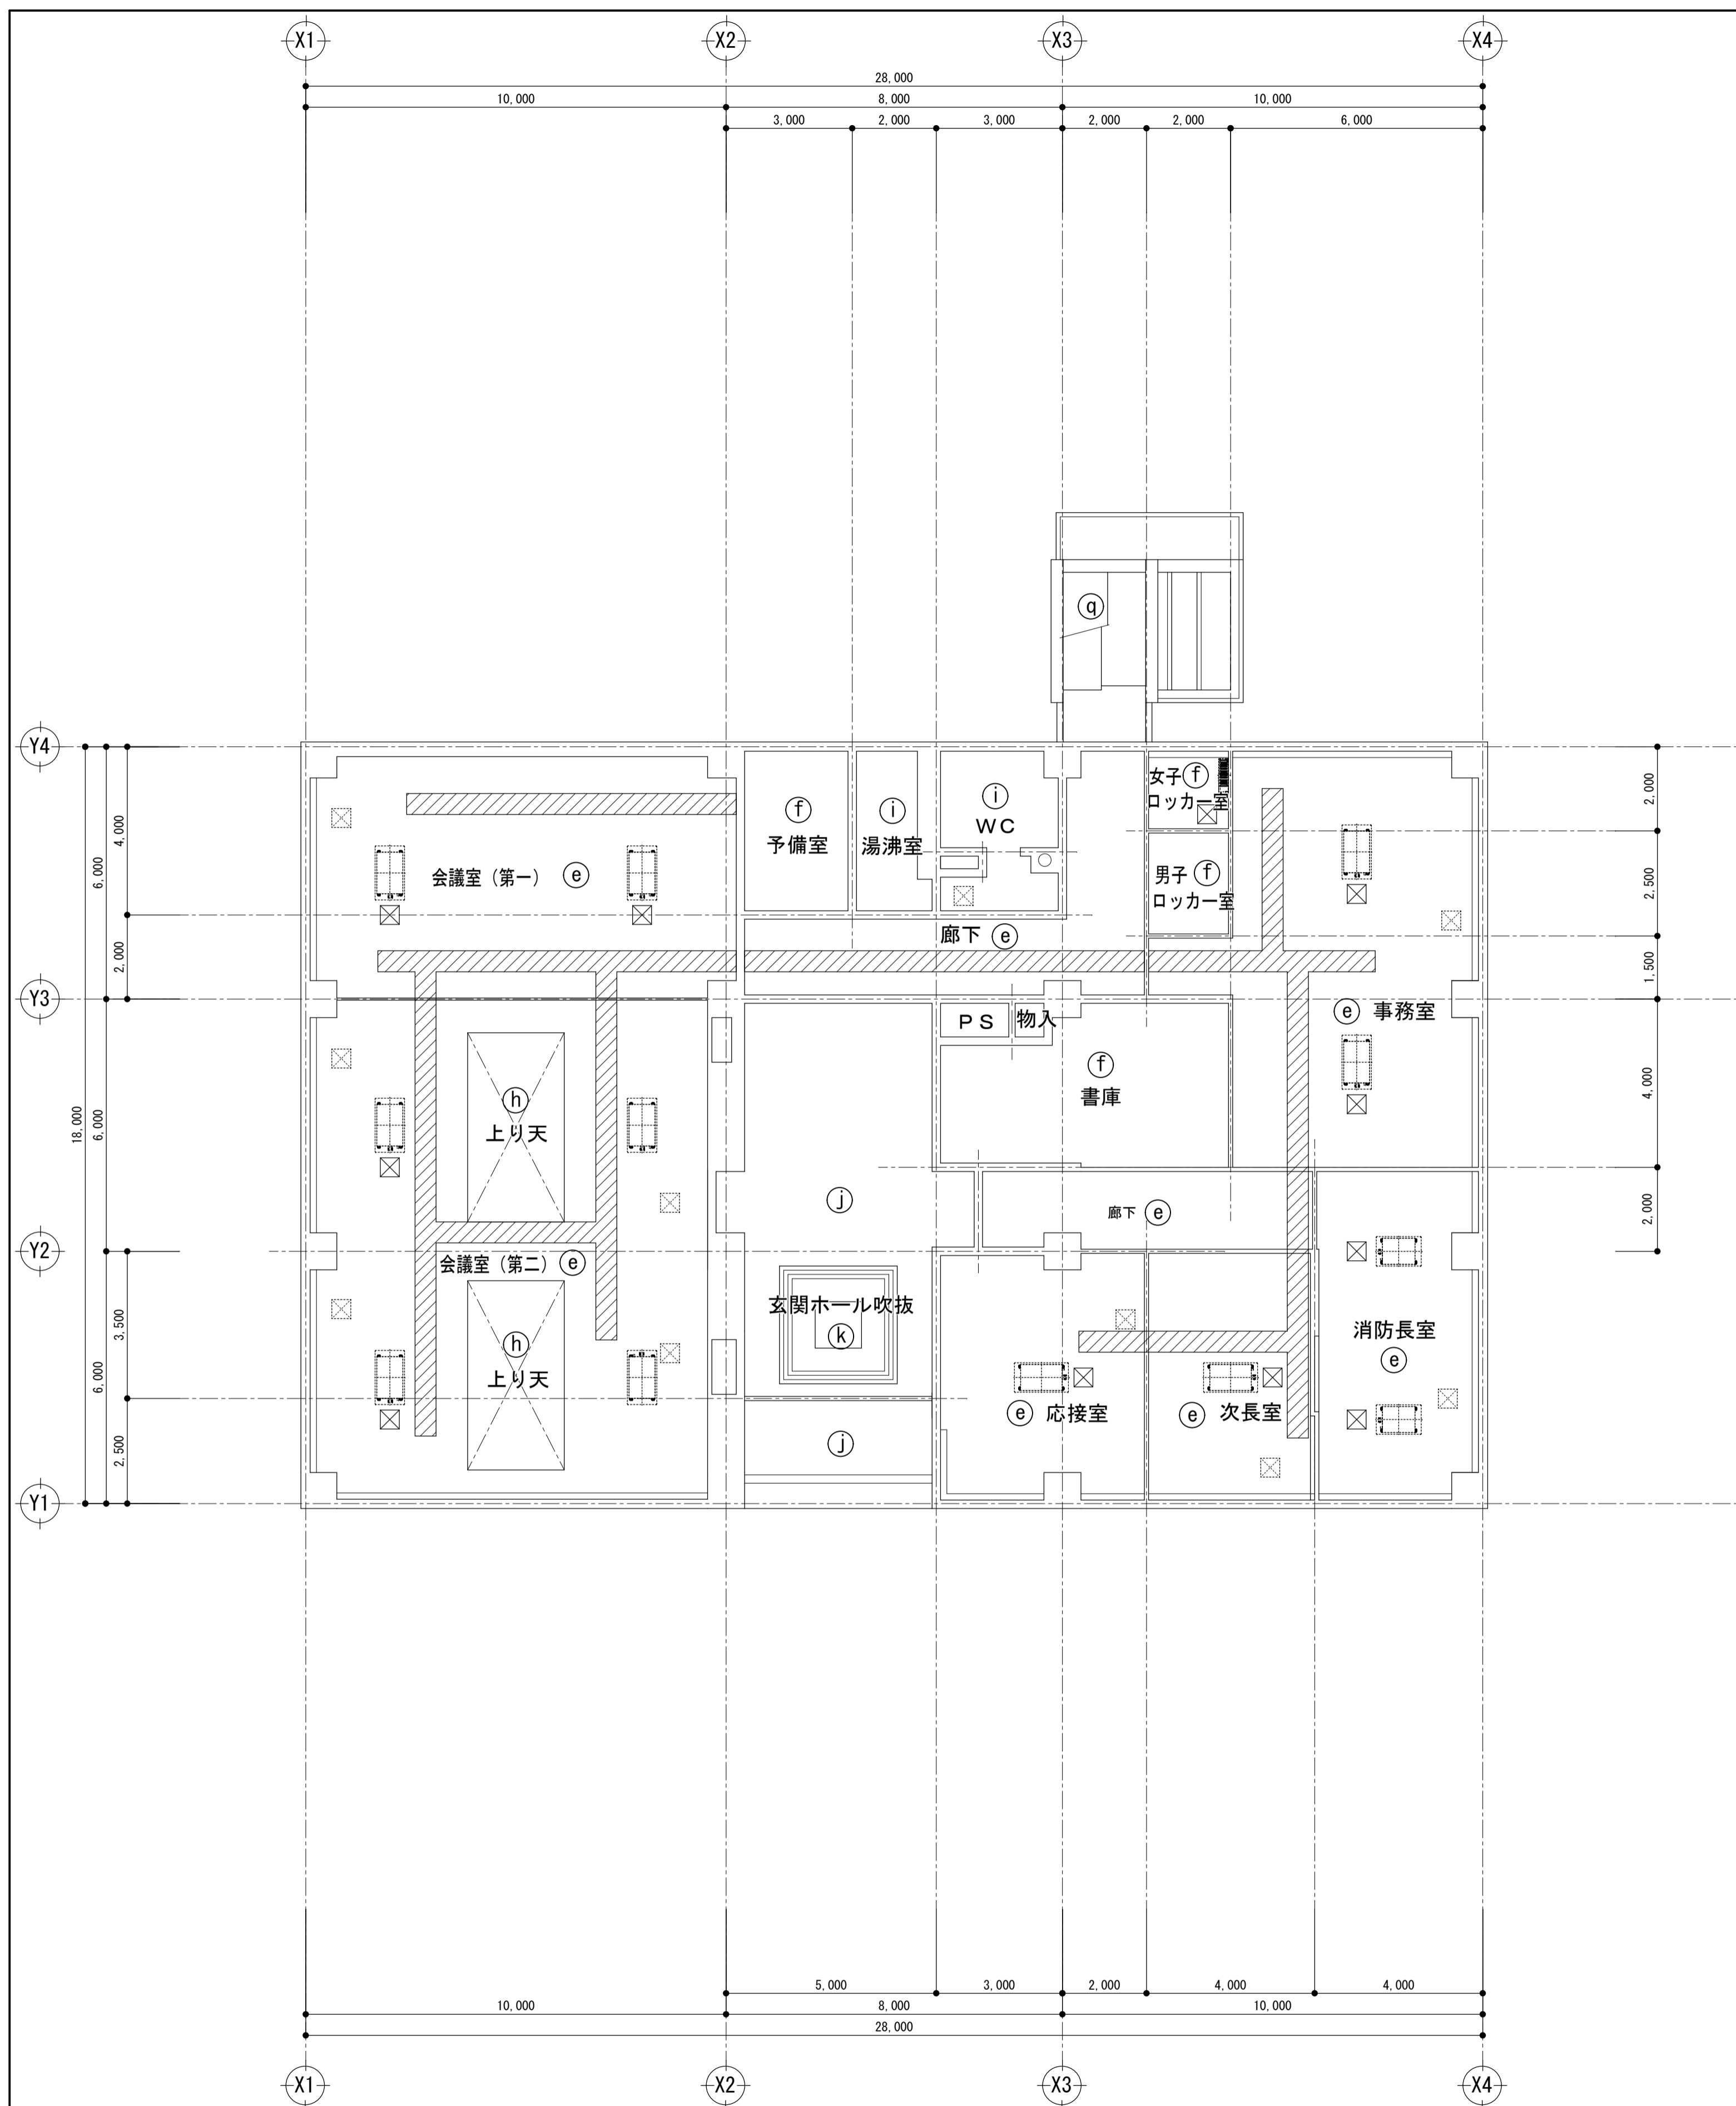 X1 X2 X3 X4
28,000
10,000 8,000 10,000
3,000 2,000 3,000 2,000 2,000 6,000
q
Y4
女子 f
ロッカー室
2,000
f
予備室
i
湯沸室
i
WC
4,000
6,000
会議室（第一） e
男子 f
ロッカー室
2,500
廊下 e
2,000
1,500
Y3
PS 物入
e 事務室
f
書庫
4,000
h
上り天
18,000
6,000
j
廊下 e
2,000
Y2
会議室（第二） e
玄関ホール吹抜
k
3,500
消防長室
e
h
上り天
6,000
e 応接室
e 次長室
j
2,500
Y1
5,000 3,000 2,000 4,000 4,000
10,000 8,000 10,000
28,000
X1 X2 X3 X4